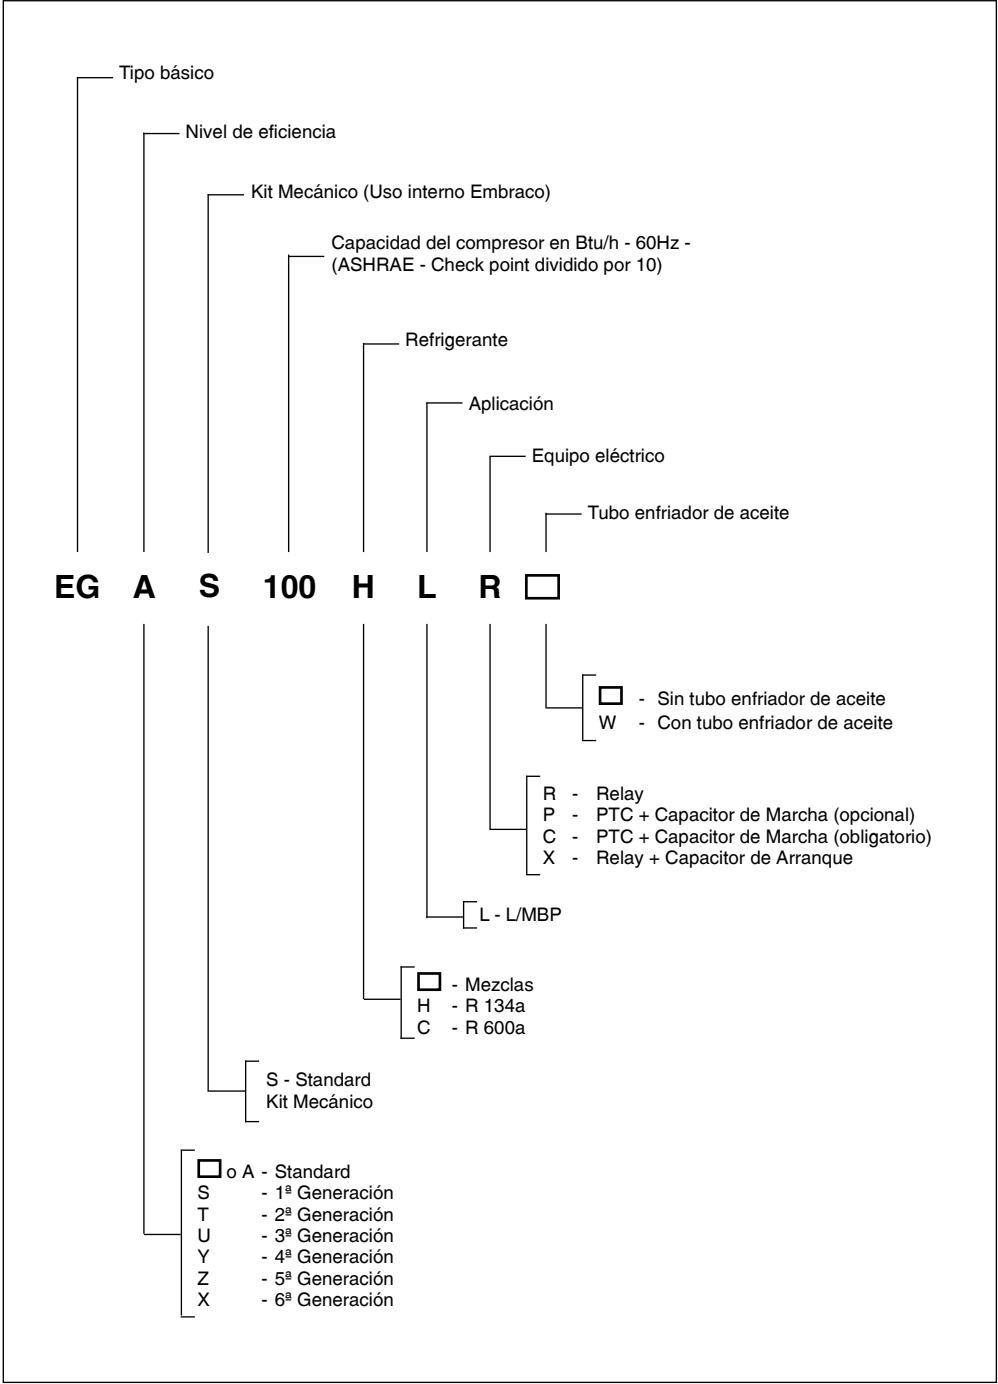 Tipo básico
Nivel de eficiencia
Kit Mecánico (Uso interno Embraco)
Capacidad del compresor en Btu/h - 60Hz -
(ASHRAE - Check point dividido por 10)
Refrigerante
Aplicación
Equipo eléctrico
Tubo enfriador de aceite
EG A S 100 H L R
- Sin tubo enfriador de aceite
W - Con tubo enfriador de aceite
R - Relay
P - PTC + Capacitor de Marcha (opcional)
C - PTC + Capacitor de Marcha (obligatorio)
X - Relay + Capacitor de Arranque
L - L/MBP
- Mezclas
H - R 134a
C - R 600a
S - Standard
Kit Mecánico
o A - Standard
S - 1ª Generación
T - 2ª Generación
U - 3ª Generación
Y - 4ª Generación
Z - 5ª Generación
X - 6ª Generación